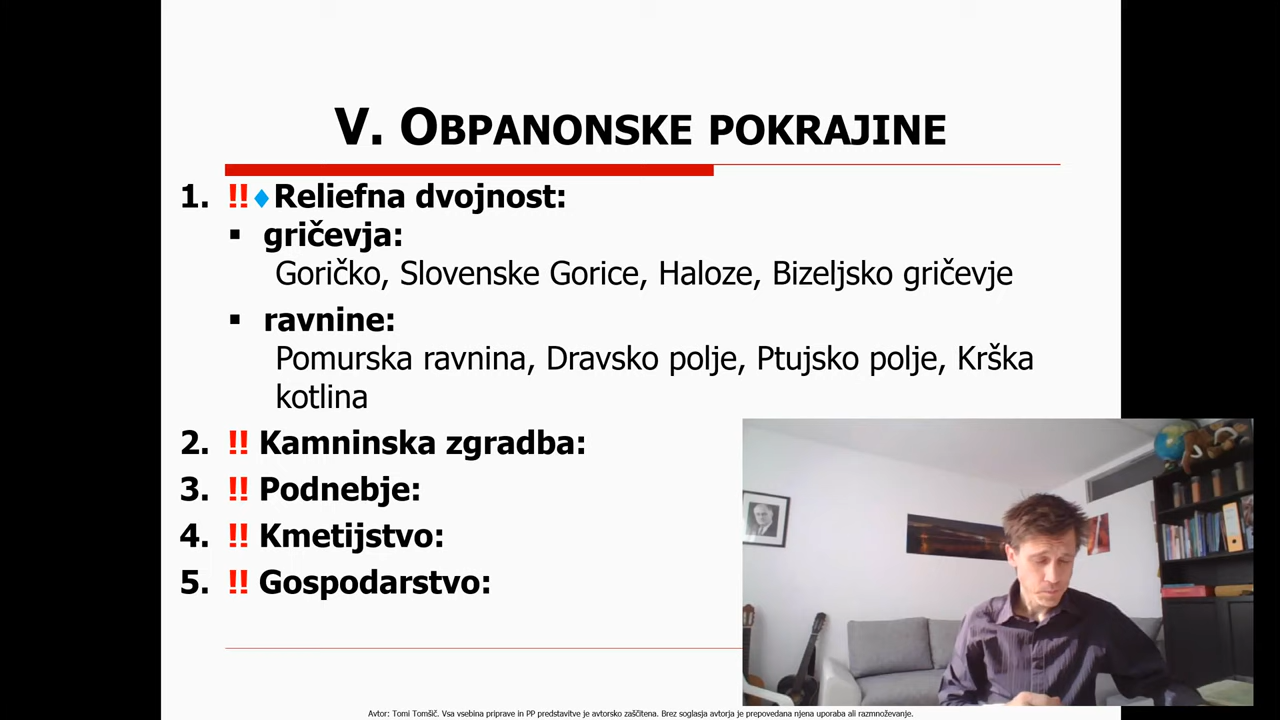 V. OBPANONSKE POKRAJINE
1. !!♦Reliefna dvojnost:
▪ gričevja:
Goričko, Slovenske Gorice, Haloze, Bizeljsko gričevje
▪ ravnine:
Pomurska ravnina, Dravsko polje, Ptujsko polje, Krška
kotlina
2. !! Kamninska zgradba:
3. !! Podnebje:
4. !! Kmetijstvo:
5. !! Gospodarstvo:
Avtor: Tomi Tomšič. Vsa vsebina priprave in PP predstavitve je avtorsko zaščitena. Brez soglasja avtorja je prepovedana njena uporaba ali razmnoževanje.